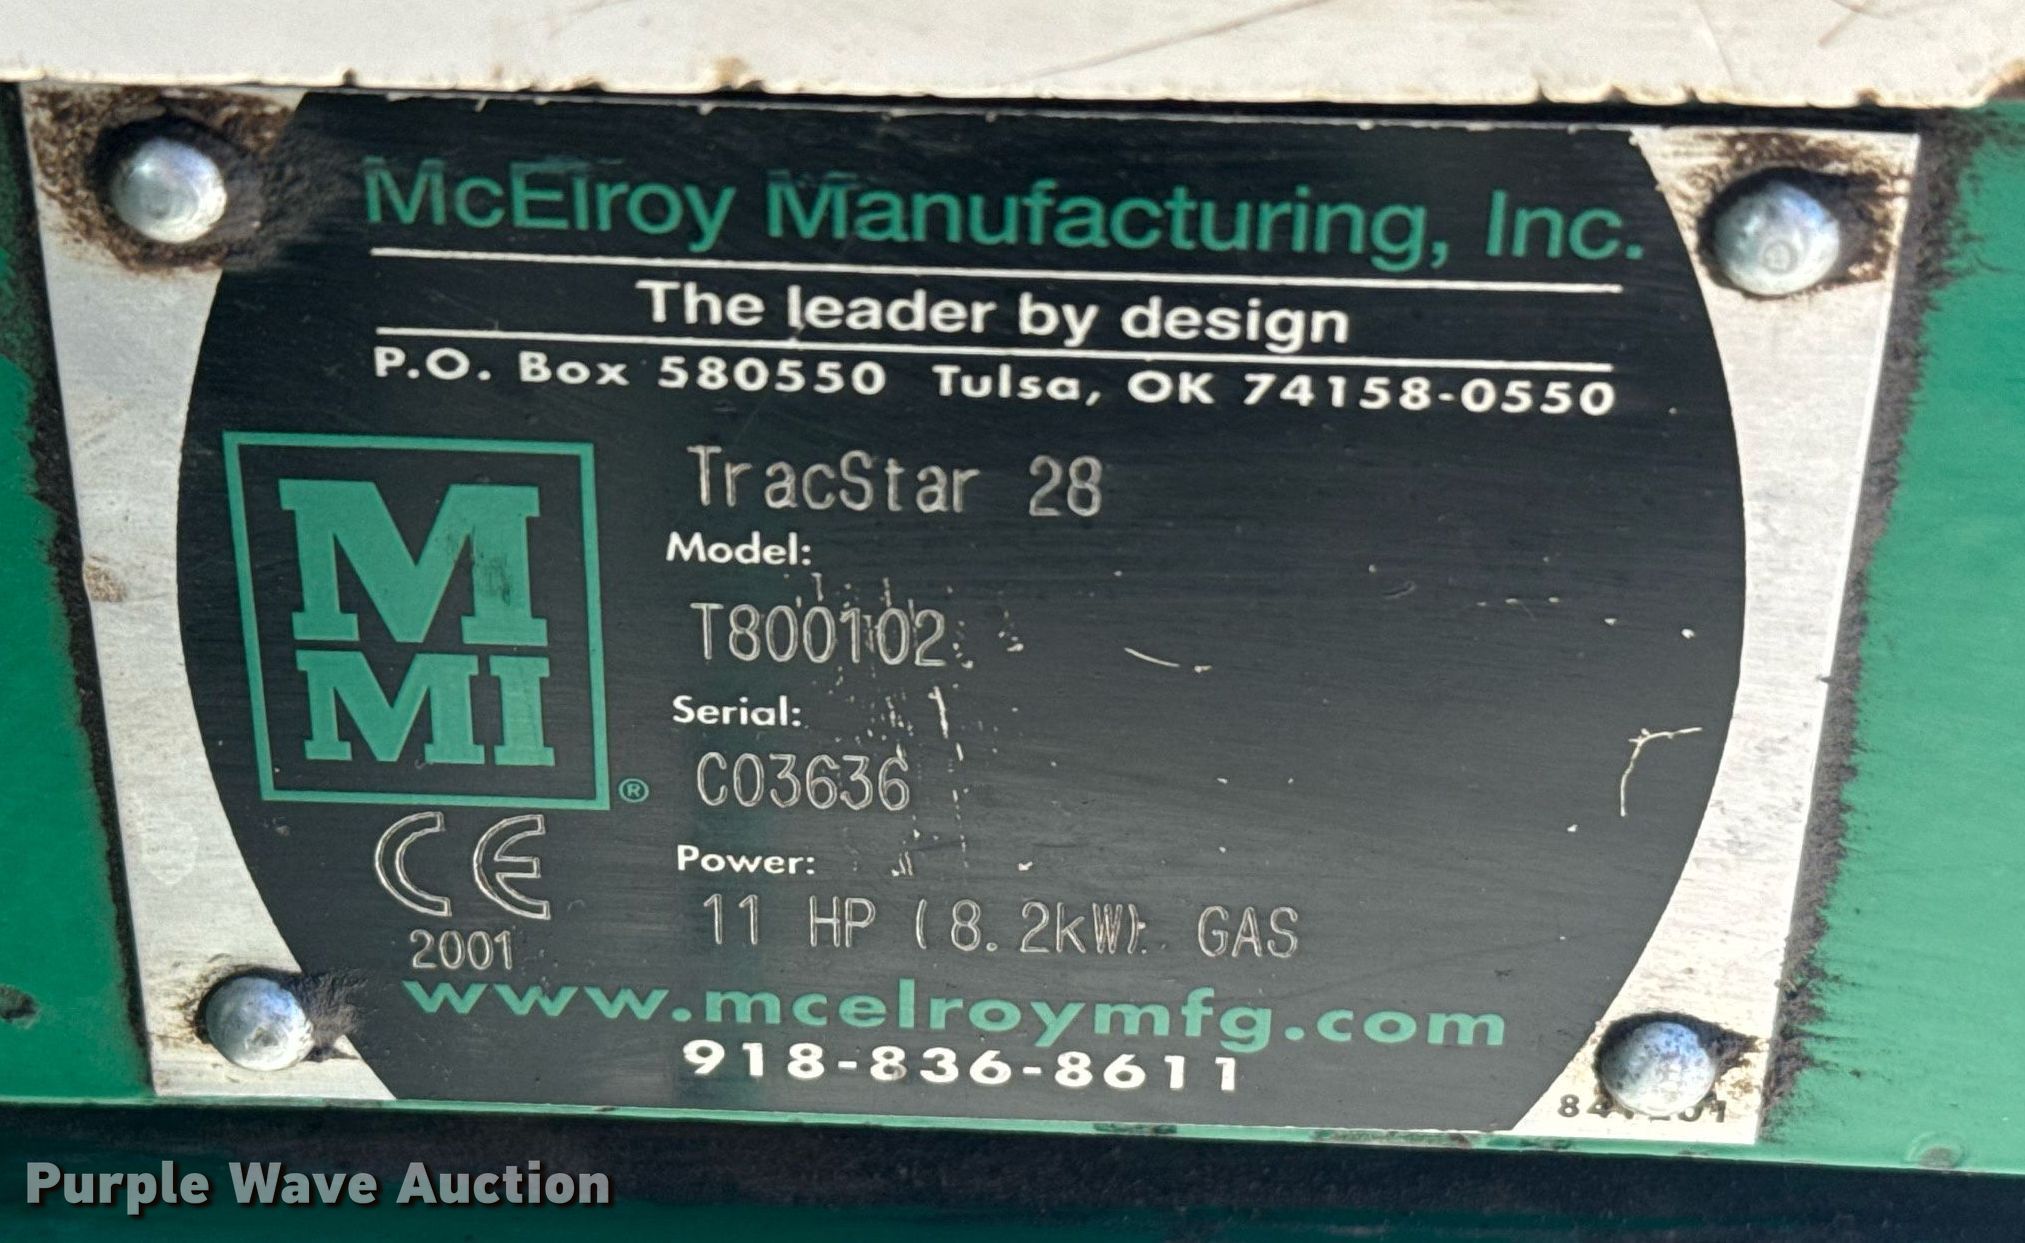 McElroy Manufacturing, Inc.
The leader by design
P.O. Box 580550 Tulsa, OK 74158-0550
TracStar 28
Model:
T800102
Serial:
C03636
Power:
11 HP (8.2kW) GAS
M
MI
®
CE
2001
www.mcelroymfg.com
918-836-8611
Purple Wave Auction